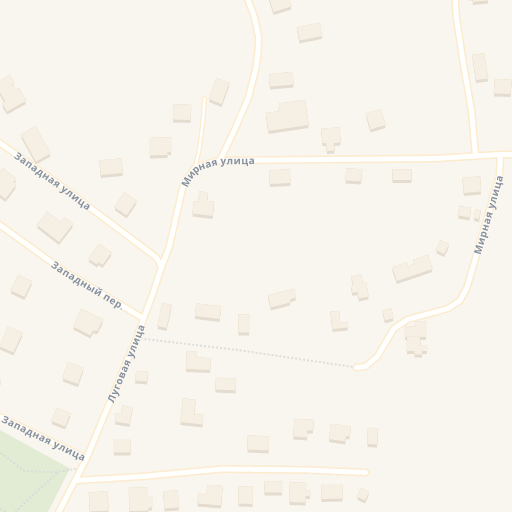 Мирная улица
Западная улица
Мирная улица
Западный пер.
Луговая улица
Западная улица